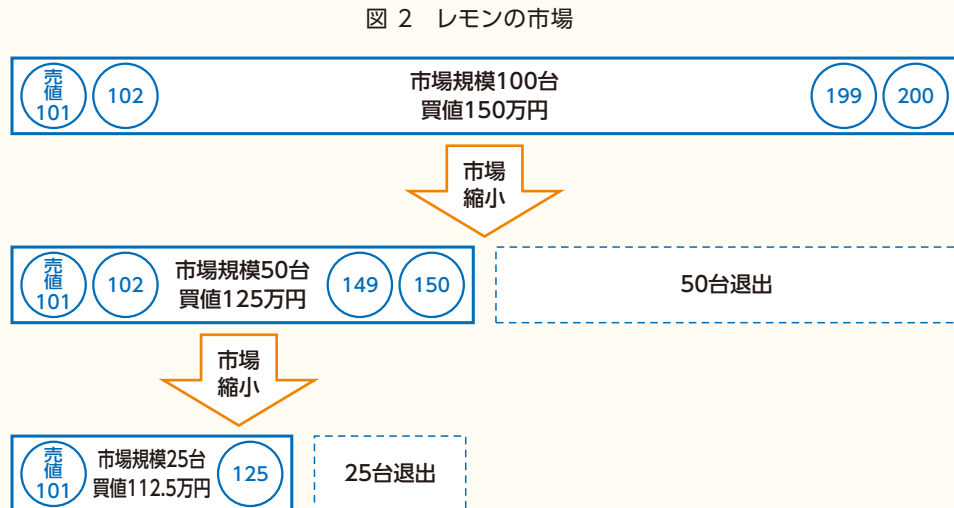 図 2 レモンの市場
売値
101
102
市場規模100台
買値150万円
199
200
市場
縮小
売値
101
102
市場規模50台
買値125万円
149
150
50台退出
市場
縮小
売値
101
市場規模25台
買値112.5万円
125
25台退出